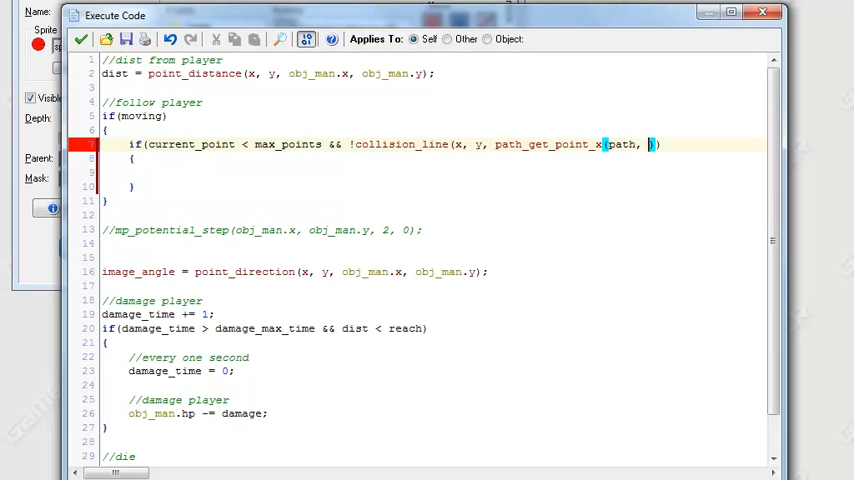 Execute Code
Name:
Sprite
Visible
Depth:
Parent:
Applies To: Self Other Object:
1 //dist from player
2 dist = point_distance(x, y, obj_man.x, obj_man.y);
3
4 //follow player
5 if(moving)
6 {
7 if(current_point < max_points && !collision_line(x, y, path_get_point_x(path, ))
8 {
9
10 }
11 }
12
13 //mp_potential_step(obj_man.x, obj_man.y, 2, 0);
14
15
16 image_angle = point_direction(x, y, obj_man.x, obj_man.y);
17
18 //damage player
19 damage_time += 1;
20 if(damage_time > damage_max_time && dist < reach)
21 {
22 //every one second
23 damage_time = 0;
24
25 //damage player
26 obj_man.hp -= damage;
27 }
28
29 //die